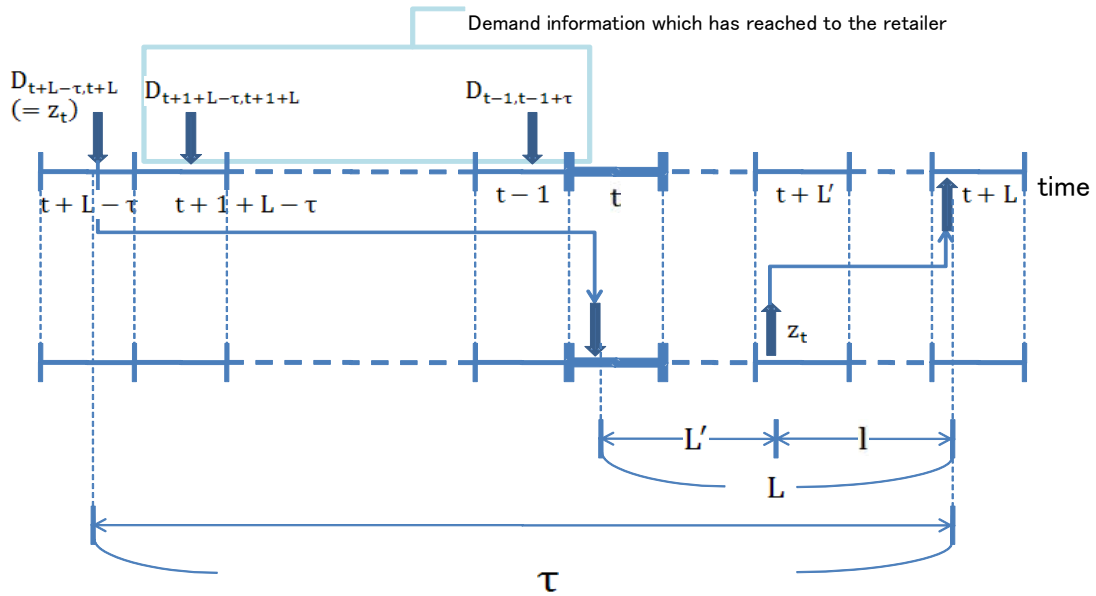 Demand information which has reached to the retailer
D_{t+L−τ,t+L}
(= z_t)
D_{t+1+L−τ,t+1+L}
D_{t−1,t−1+τ}
t + L − τ
t + 1 + L − τ
t − 1
t
t + L′
t + L
time
z_t
L′
l
L
τ